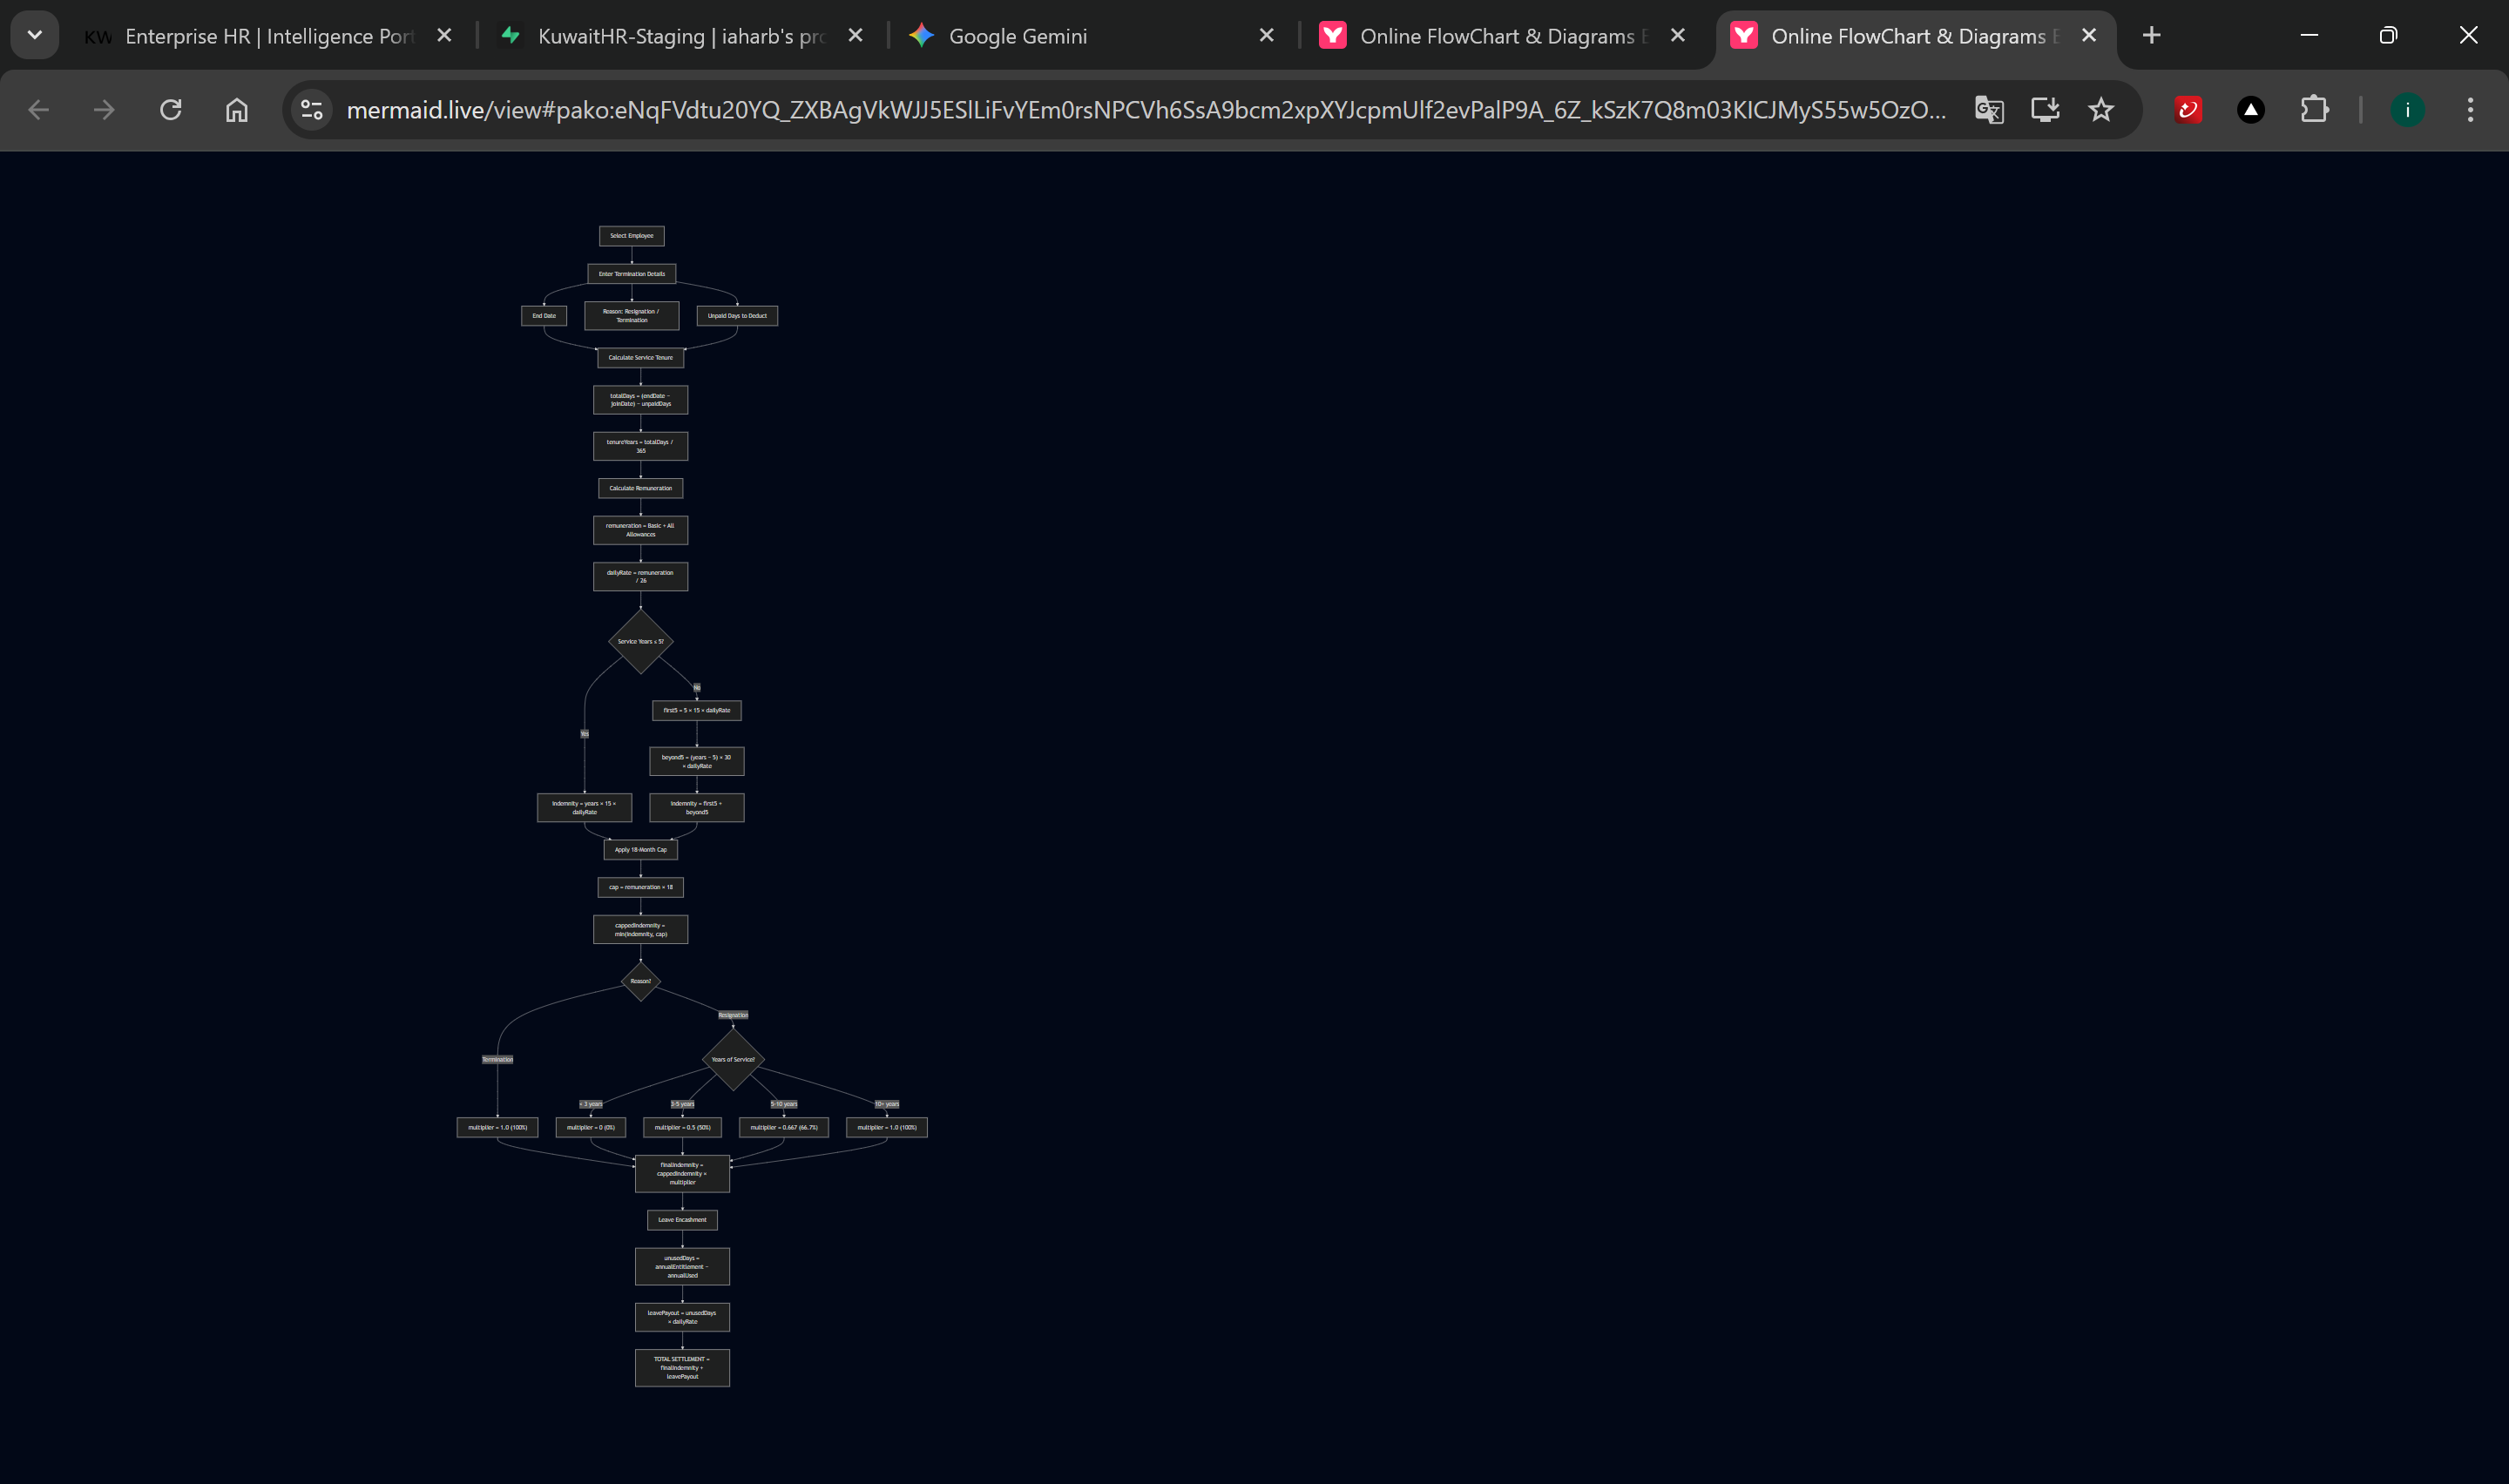 KW Enterprise HR | Intelligence Port
KuwaitHR-Staging | iaharb's pro
Google Gemini
Online FlowChart & Diagrams E
Online FlowChart & Diagrams E
mermaid.live/view#pako:eNqFVdtu20YQ_ZXBAgVkWJJ5ESlLiFvYEm0rsNPCVh6SsA9bcm2xpXYJcpmUlf2evPalP9A_6Z_kSzK7Q8m03KICJMyS55w5OzO...
i
Select Employee
Enter Termination Details
End Date
Reason: Resignation /
Termination
Unpaid Days to Deduct
Calculate Service Tenure
totalDays = (endDate −
joinDate) − unpaidDays
tenureYears = totalDays /
365
Calculate Remuneration
remuneration = Basic + All
Allowances
dailyRate = remuneration
/ 26
Service Years ≤ 5?
No
first5 = 5 × 15 × dailyRate
Yes
beyond5 = (years − 5) × 30
× dailyRate
Indemnity = years × 15 ×
dailyRate
Indemnity = first5 +
beyond5
Apply 18-Month Cap
cap = remuneration × 18
cappedIndemnity =
min(indemnity, cap)
Reason?
Resignation
Termination
Years of Service?
< 3 years
3-5 years
5-10 years
10+ years
multiplier = 1.0 (100%)
multiplier = 0 (0%)
multiplier = 0.5 (50%)
multiplier = 0.667 (66.7%)
multiplier = 1.0 (100%)
finalIndemnity =
cappedIndemnity ×
multiplier
Leave Encashment
unusedDays =
annualEntitlement −
annualUsed
leavePayout = unusedDays
× dailyRate
TOTAL SETTLEMENT =
finalIndemnity +
leavePayout